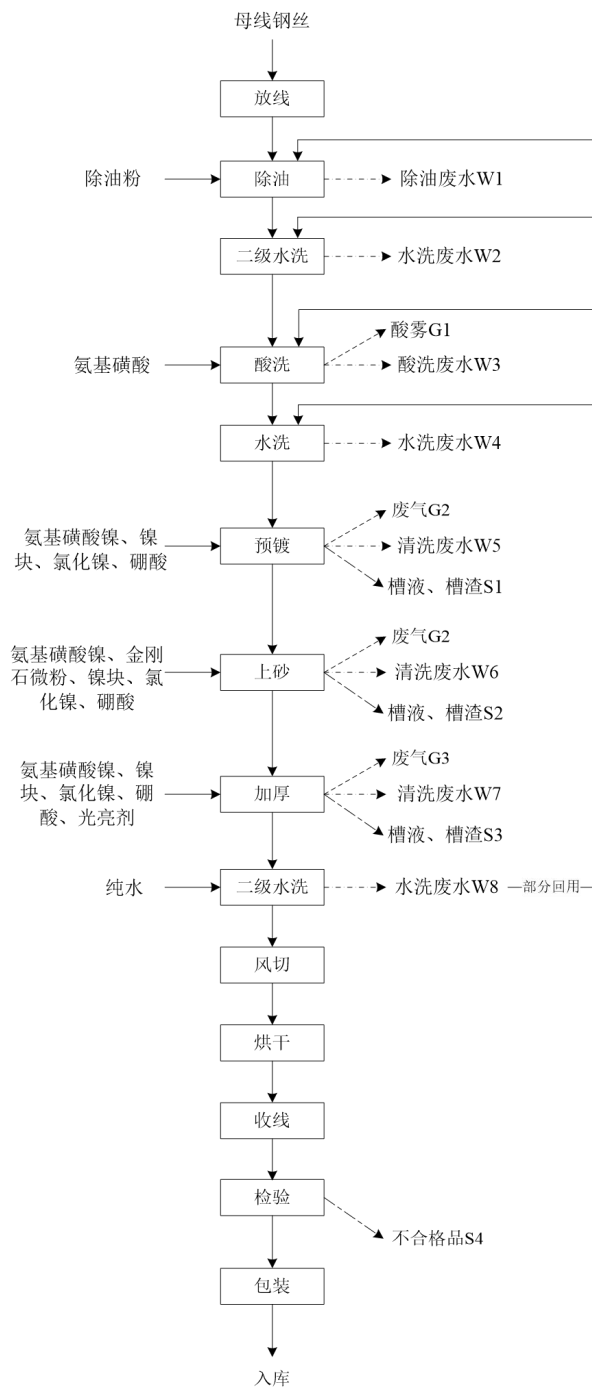 母线钢丝
放线
除油粉
除油
除油废水W1
二级水洗
水洗废水W2
酸雾G1
氨基磺酸
酸洗
酸洗废水W3
水洗
水洗废水W4
废气G2
氨基磺酸镍、镍
块、氯化镍、硼酸
预镀
清洗废水W5
槽液、槽渣S1
废气G2
氨基磺酸镍、金刚
石微粉、镍块、氯
化镍、硼酸
上砂
清洗废水W6
槽液、槽渣S2
废气G3
氨基磺酸镍、镍
块、氯化镍、硼
酸、光亮剂
加厚
清洗废水W7
槽液、槽渣S3
纯水
二级水洗
水洗废水W8
部分回用
风切
烘干
收线
检验
不合格品S4
包装
入库